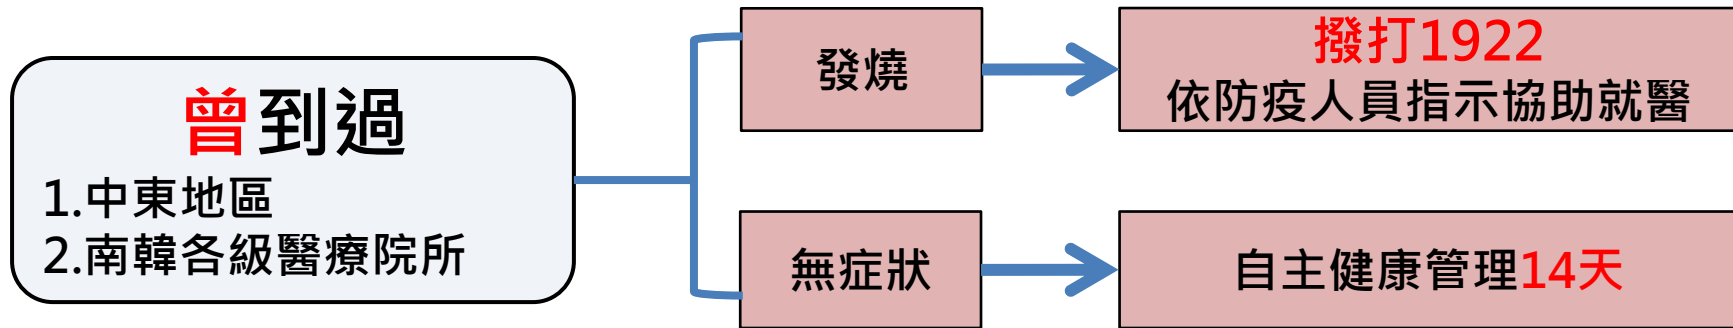 曾到過
1.中東地區
2.南韓各級醫療院所
發燒
撥打1922
依防疫人員指示協助就醫
無症狀
自主健康管理14天